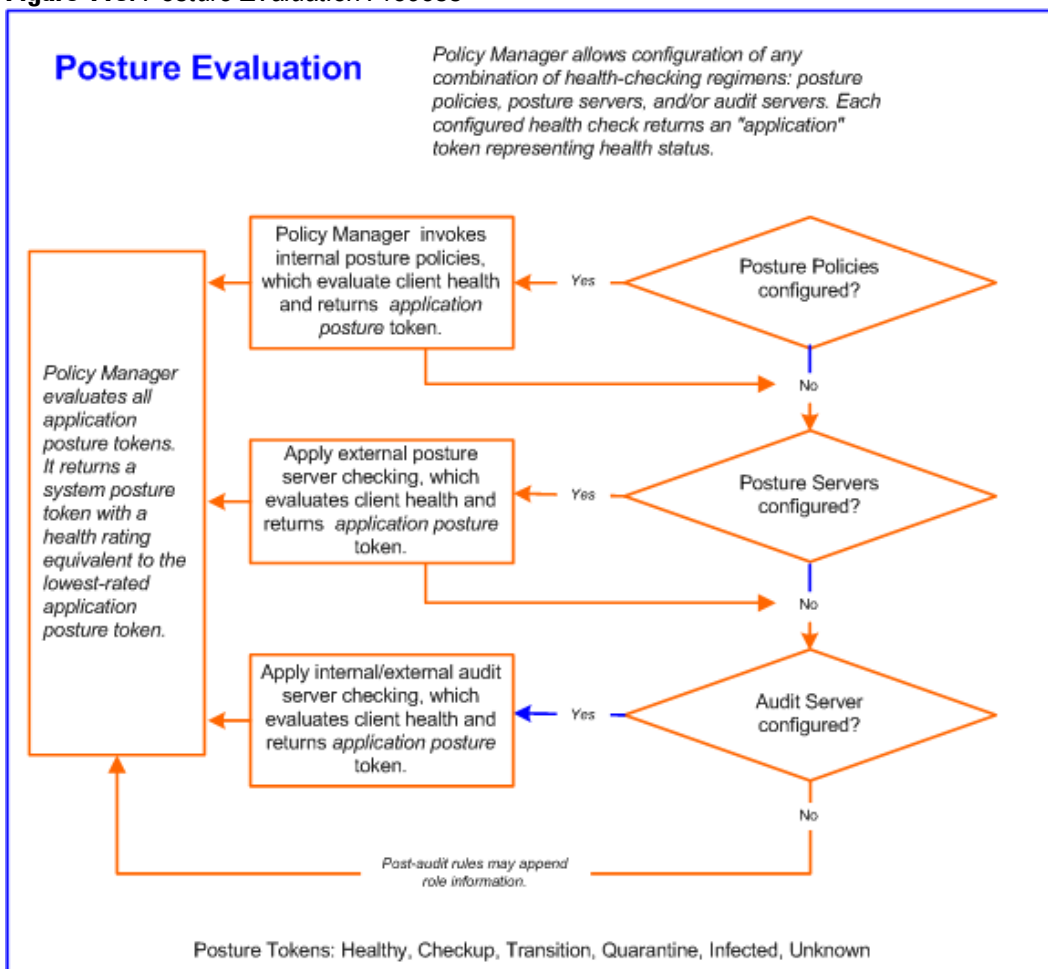 Posture Evaluation
Policy Manager allows configuration of any
combination of health-checking regimens: posture
policies, posture servers, and/or audit servers. Each
configured health check returns an "application"
token representing health status.
Policy Manager invokes
internal posture policies,
which evaluate client health
and returns application
posture token.
Yes
Posture Policies
configured?
No
Policy Manager
evaluates all
application
posture tokens.
It returns a
system posture
token with a
health rating
equivalent to the
lowest-rated
application
posture token.
Apply external posture
server checking, which
evaluates client health and
returns application posture
token.
Yes
Posture Servers
configured?
No
Apply internal/external audit
server checking, which
evaluates client health and
returns application posture
token.
Yes
Audit Server
configured?
No
Post-audit rules may append
role information.
Posture Tokens: Healthy, Checkup, Transition, Quarantine, Infected, Unknown